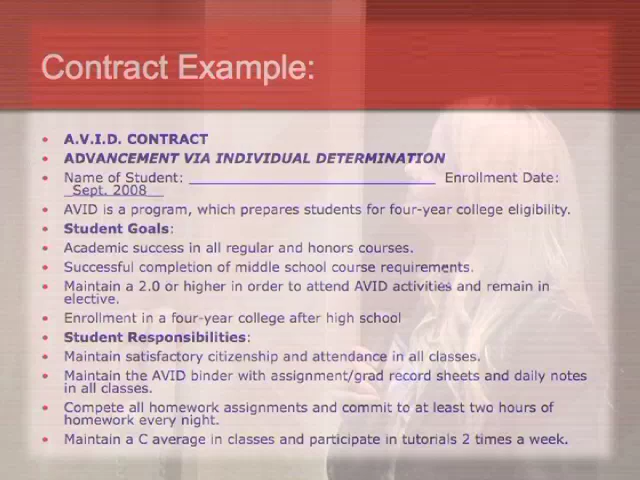 Contract Example:
A.V.I.D. CONTRACT
ADVANCEMENT VIA INDIVIDUAL DETERMINATION
Name of Student: ______________________________ Enrollment Date:
_Sept. 2008__
AVID is a program, which prepares students for four-year college eligibility.
Student Goals:
Academic success in all regular and honors courses.
Successful completion of middle school course requirements.
Maintain a 2.0 or higher in order to attend AVID activities and remain in
elective.
Enrollment in a four-year college after high school
Student Responsibilities:
Maintain satisfactory citizenship and attendance in all classes.
Maintain the AVID binder with assignment/grad record sheets and daily notes
in all classes.
Compete all homework assignments and commit to at least two hours of
homework every night.
Maintain a C average in classes and participate in tutorials 2 times a week.